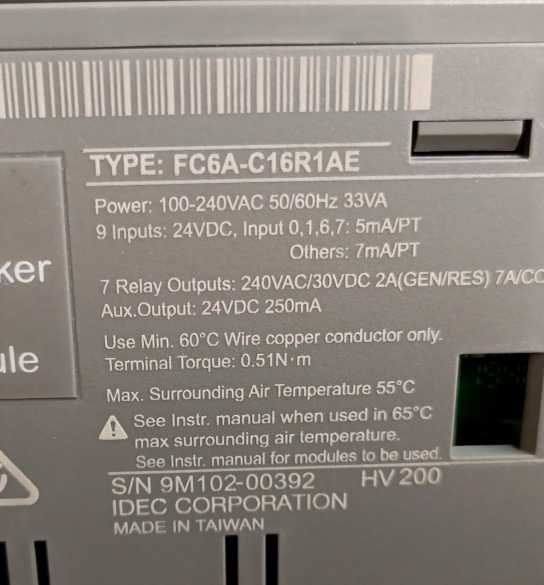 TYPE: FC6A-C16R1AE
Power: 100-240VAC 50/60Hz 33VA
9 Inputs: 24VDC, Input 0,1,6,7: 5mA/PT
Others: 7mA/PT
ker
7 Relay Outputs: 240VAC/30VDC 2A(GEN/RES) 7A/CO
Aux.Output: 24VDC 250mA
Use Min. 60°C Wire copper conductor only.
ule
Terminal Torque: 0.51N·m
Max. Surrounding Air Temperature 55°C
See Instr. manual when used in 65°C
max surrounding air temperature.
See Instr. manual for modules to be used.
S/N 9M102-00392 HV200
IDEC CORPORATION
MADE IN TAIWAN